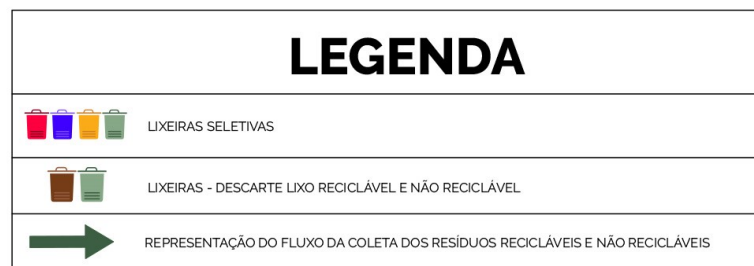 LEGENDA
LIXEIRAS SELETIVAS
LIXEIRAS - DESCARTE LIXO RECICLÁVEL E NÃO RECICLÁVEL
REPRESENTAÇÃO DO FLUXO DA COLETA DOS RESÍDUOS RECICLÁVEIS E NÃO RECICLÁVEIS